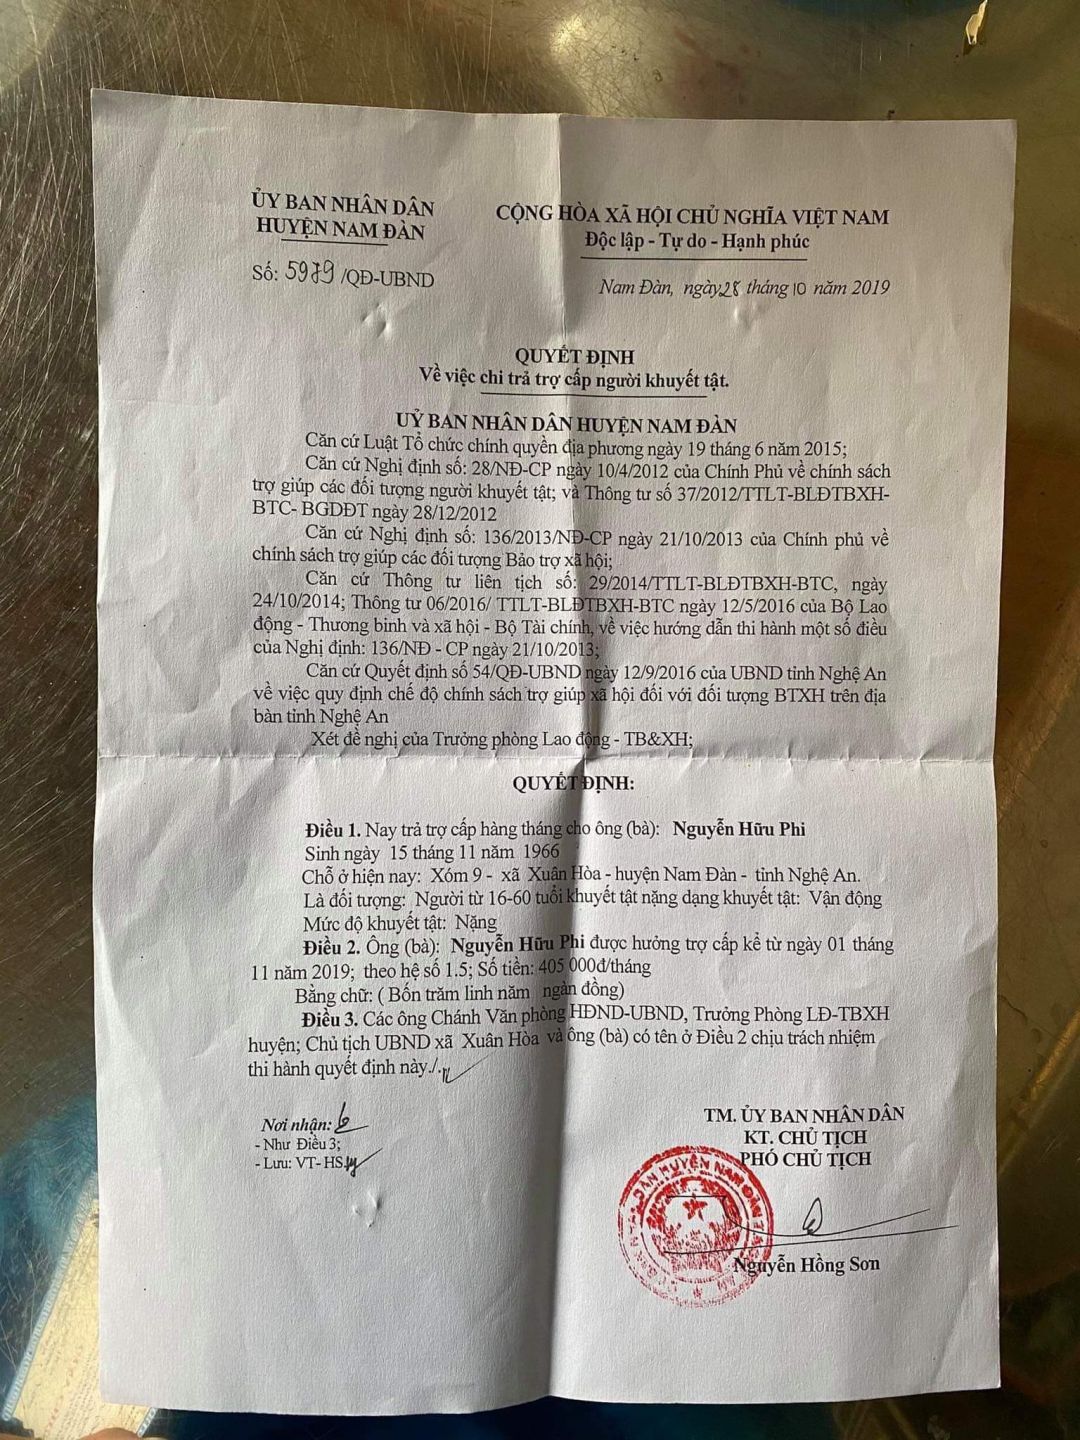 ỦY BAN NHÂN DÂN
HUYỆN NAM ĐÀN
Số: 5979/QĐ-UBND
CỘNG HÒA XÃ HỘI CHỦ NGHĨA VIỆT NAM
Độc lập - Tự do - Hạnh phúc
Nam Đàn, ngày 28 tháng 10 năm 2019
QUYẾT ĐỊNH
Về việc chi trả trợ cấp người khuyết tật.
UỶ BAN NHÂN DÂN HUYỆN NAM ĐÀN
Căn cứ Luật Tổ chức chính quyền địa phương ngày 19 tháng 6 năm 2015;
Căn cứ Nghị định số: 28/NĐ-CP ngày 10/4/2012 của Chính Phủ về chính sách
trợ giúp các đối tượng người khuyết tật; và Thông tư số 37/2012/TTLT-BLĐTBXH-
BTC- BGDĐT ngày 28/12/2012
Căn cứ Nghị định số: 136/2013/NĐ-CP ngày 21/10/2013 của Chính phủ về
chính sách trợ giúp các đối tượng Bảo trợ xã hội;
Căn cứ Thông tư liên tịch số: 29/2014/TTLT-BLĐTBXH-BTC, ngày
24/10/2014; Thông tư 06/2016/ TTLT-BLĐTBXH-BTC ngày 12/5/2016 của Bộ Lao
động - Thương binh và xã hội - Bộ Tài chính, về việc hướng dẫn thi hành một số điều
của Nghị định: 136/NĐ - CP ngày 21/10/2013;
Căn cứ Quyết định số 54/QĐ-UBND ngày 12/9/2016 của UBND tỉnh Nghệ An
về việc quy định chế độ chính sách trợ giúp xã hội đối với đối tượng BTXH trên địa
bàn tỉnh Nghệ An
Xét đề nghị của Trưởng phòng Lao động - TB&XH;
QUYẾT ĐỊNH:
Điều 1. Nay trả trợ cấp hàng tháng cho ông (bà): Nguyễn Hữu Phi
Sinh ngày 15 tháng 11 năm 1966
Chỗ ở hiện nay: Xóm 9 - xã Xuân Hòa - huyện Nam Đàn - tỉnh Nghệ An.
Là đối tượng: Người từ 16-60 tuổi khuyết tật nặng dạng khuyết tật: Vận động
Mức độ khuyết tật: Nặng
Điều 2. Ông (bà): Nguyễn Hữu Phi được hưởng trợ cấp kể từ ngày 01 tháng
11 năm 2019; theo hệ số 1.5; Số tiền: 405 000đ/tháng
Bằng chữ: ( Bốn trăm linh năm ngàn đồng)
Điều 3. Các ông Chánh Văn phòng HĐND-UBND, Trưởng Phòng LĐ-TBXH
huyện; Chủ tịch UBND xã Xuân Hòa và ông (bà) có tên ở Điều 2 chịu trách nhiệm
thi hành quyết định này./.
Nơi nhận:
- Như Điều 3;
- Lưu: VT- HS
TM. ỦY BAN NHÂN DÂN
KT. CHỦ TỊCH
PHÓ CHỦ TỊCH
DÂN HUYỆN NAM ĐÀN
Nguyễn Hồng Sơn